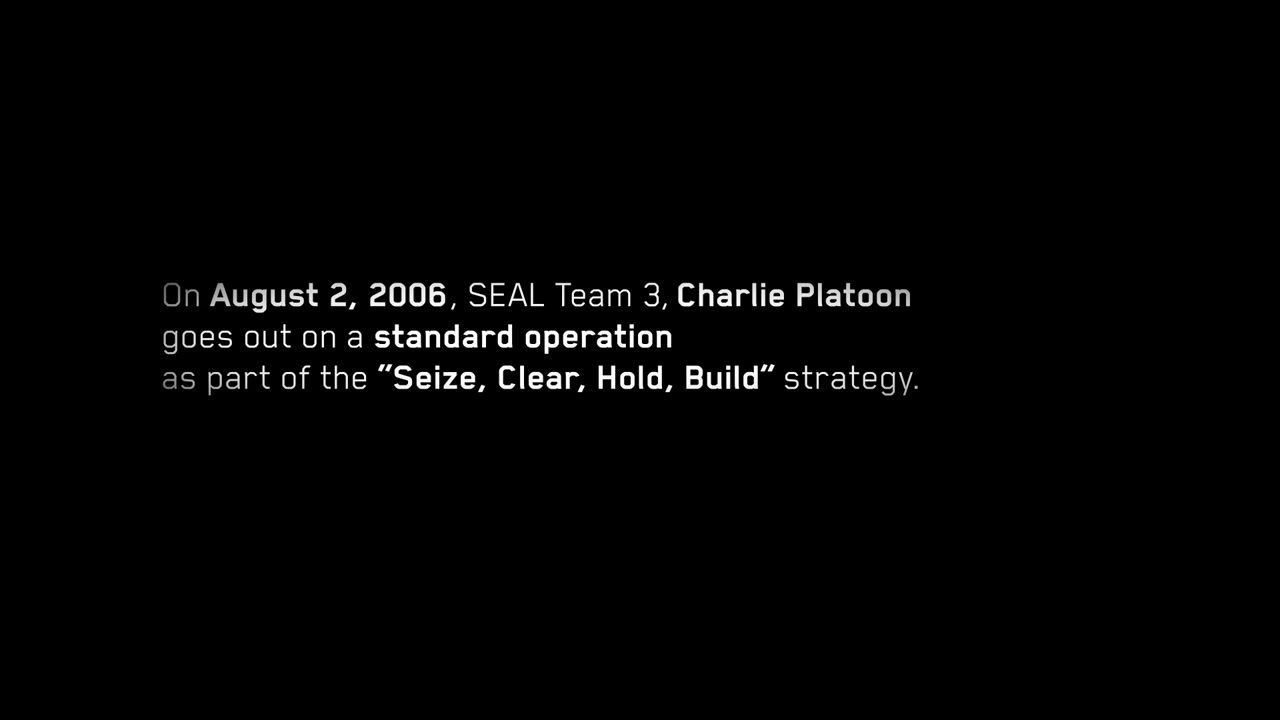 On August 2, 2006, SEAL Team 3, Charlie Platoon
goes out on a standard operation
as part of the "Seize, Clear, Hold, Build" strategy.